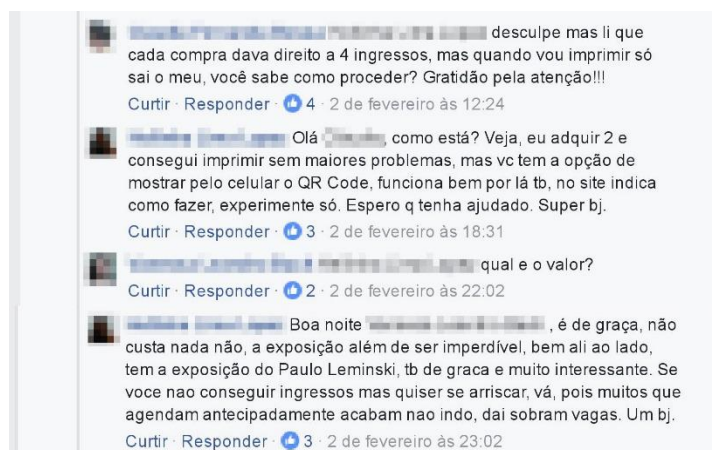 desculpe mas li que
cada compra dava direito a 4 ingressos, mas quando vou imprimir só
sai o meu, você sabe como proceder? Gratidão pela atenção!!!
Curtir · Responder · 4 · 2 de fevereiro às 12:24
Olá , como está? Veja, eu adquir 2 e
consegui imprimir sem maiores problemas, mas vc tem a opção de
mostrar pelo celular o QR Code, funciona bem por lá tb, no site indica
como fazer, experimente só. Espero q tenha ajudado. Super bj.
Curtir · Responder · 3 · 2 de fevereiro às 18:31
qual e o valor?
Curtir · Responder · 2 · 2 de fevereiro às 22:02
Boa noite , é de graça, não
custa nada não, a exposição além de ser imperdível, bem ali ao lado,
tem a exposição do Paulo Leminski, tb de graca e muito interessante. Se
voce nao conseguir ingressos mas quiser se arriscar, vá, pois muitos que
agendam antecipadamente acabam nao indo, dai sobram vagas. Um bj.
Curtir · Responder · 3 · 2 de fevereiro às 23:02